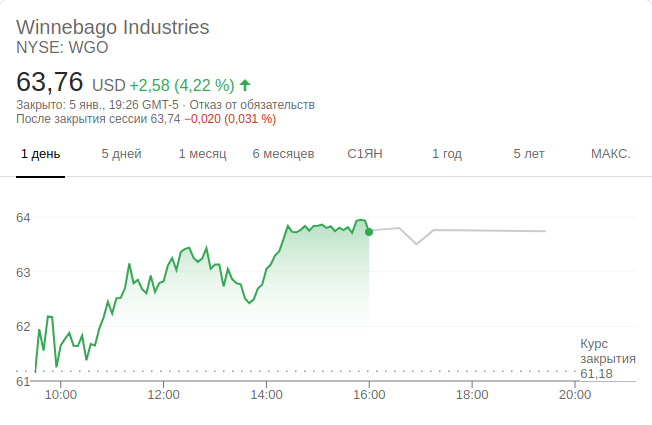 Winnebago Industries
NYSE: WGO
63,76 USD +2,58 (4,22 %)
Закрыто: 5 янв., 19:26 GMT-5 · Отказ от обязательств
После закрытия сессии 63,74 −0,020 (0,031 %)
1 день 5 дней 1 месяц 6 месяцев С1ЯН 1 год 5 лет МАКС.
64
63
62
Курс
закрытия
61,18
61
10:00 12:00 14:00 16:00 18:00 20:00